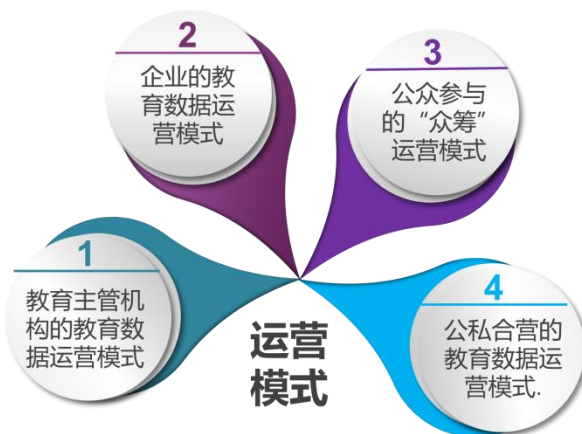 1
教育主管机
构的教育数
据运营模式
2
企业的教
育数据运
营模式
3
公众参与
的“众筹”
运营模式
4
公私合营的
教育数据运
营模式.
运营
模式